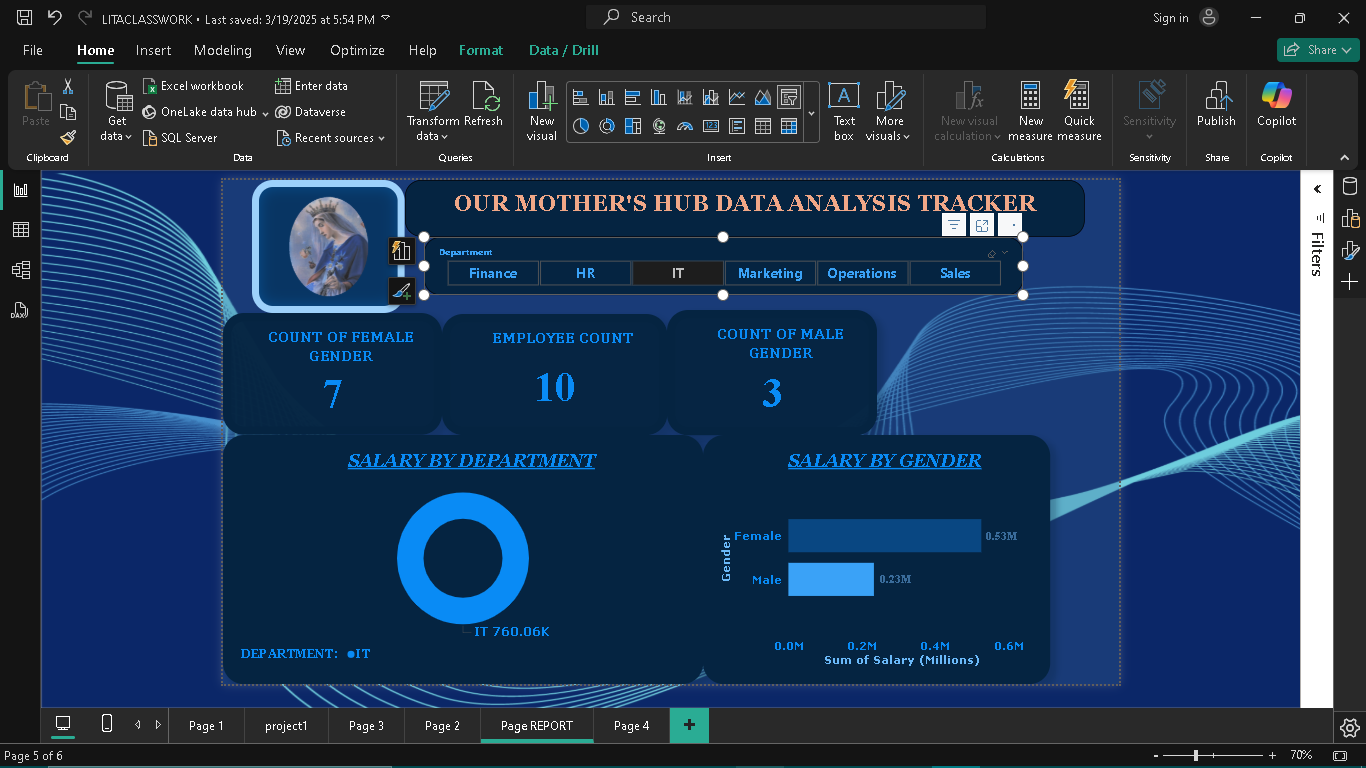 LITACLASSWORK • Last saved: 3/19/2025 at 5:54 PM
Search
Sign in
File
Home
Insert
Modeling
View
Optimize
Help
Format
Data / Drill
Share
Paste
Clipboard
Get data
Excel workbook
OneLake data hub
SQL Server
Enter data
Dataverse
Recent sources
Data
Transform data
Refresh
Queries
New visual
Text box
More visuals
Insert
New visual calculation
New measure
Quick measure
Calculations
Sensitivity
Sensitivity
Publish
Share
Copilot
Copilot
OUR MOTHER'S HUB DATA ANALYSIS TRACKER
Department
Finance
HR
IT
Marketing
Operations
Sales
COUNT OF FEMALE
GENDER
7
EMPLOYEE COUNT
10
COUNT OF MALE
GENDER
3
SALARY BY DEPARTMENT
IT 760.06K
DEPARTMENT: IT
SALARY BY GENDER
Gender
Female
0.53M
Male
0.23M
0.0M 0.2M 0.4M 0.6M
Sum of Salary (Millions)
Filters
DAX
Page 1
project1
Page 3
Page 2
Page REPORT
Page 4
+
Page 5 of 6
- + 70%